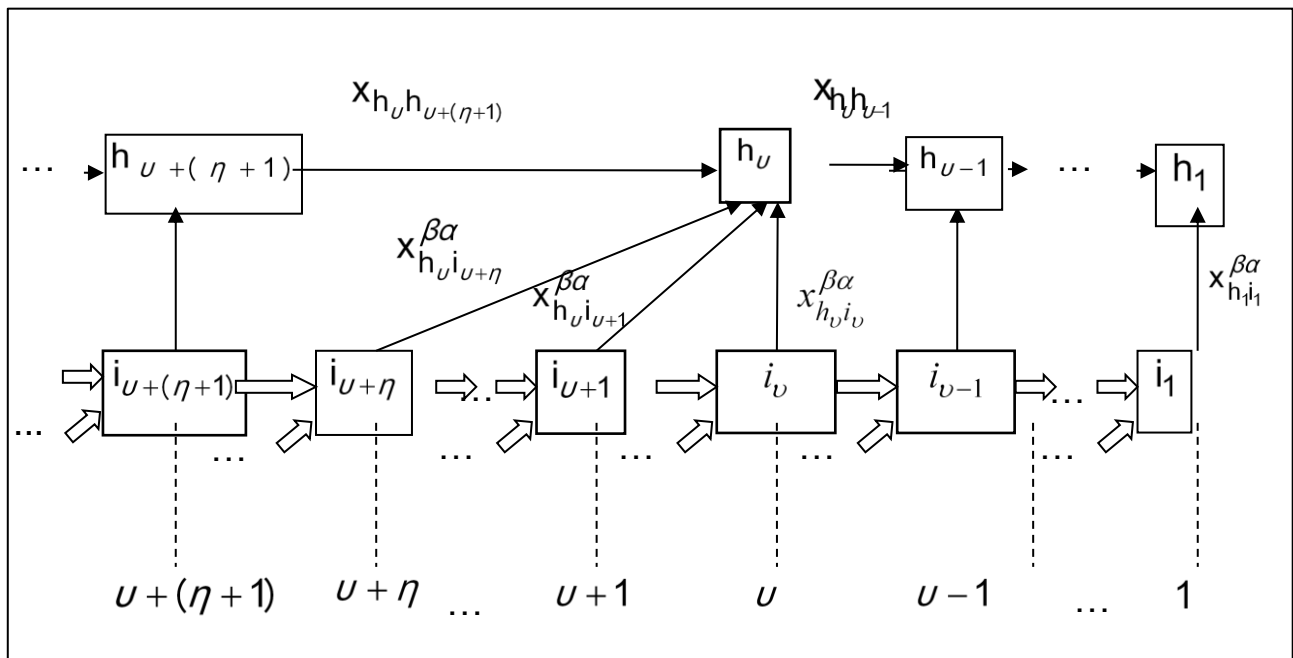 x_{h_υ h_{υ+(η+1)}} x_{h_υ h_{υ-1}}
... h_{υ+(η+1)} h_υ h_{υ-1} ... h_1
x^{βα}_{h_υ i_{υ+η}} x^{βα}_{h_υ i_{υ+1}} x^{βα}_{h_υ i_υ} x^{βα}_{h_1 i_1}
i_{υ+(η+1)} i_{υ+η} ... i_{υ+1} i_υ i_{υ-1} ... i_1
... ... ... ... ... ...
υ+(η+1) υ+η ... υ+1 υ υ-1 ... 1